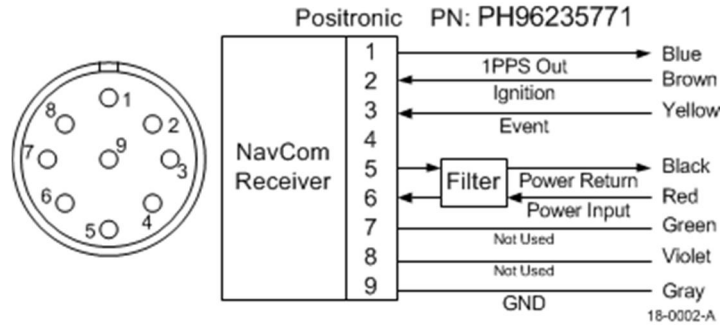 Positronic PN: PH96235771
1
2
3
4
5
6
7
8
9
NavCom
Receiver
1
2
3
4
5
6
7
8
9
1PPS Out
Blue
Ignition
Brown
Event
Yellow
Filter
Power Return
Black
Power Input
Red
Not Used
Green
Not Used
Violet
GND
Gray
18-0002-A